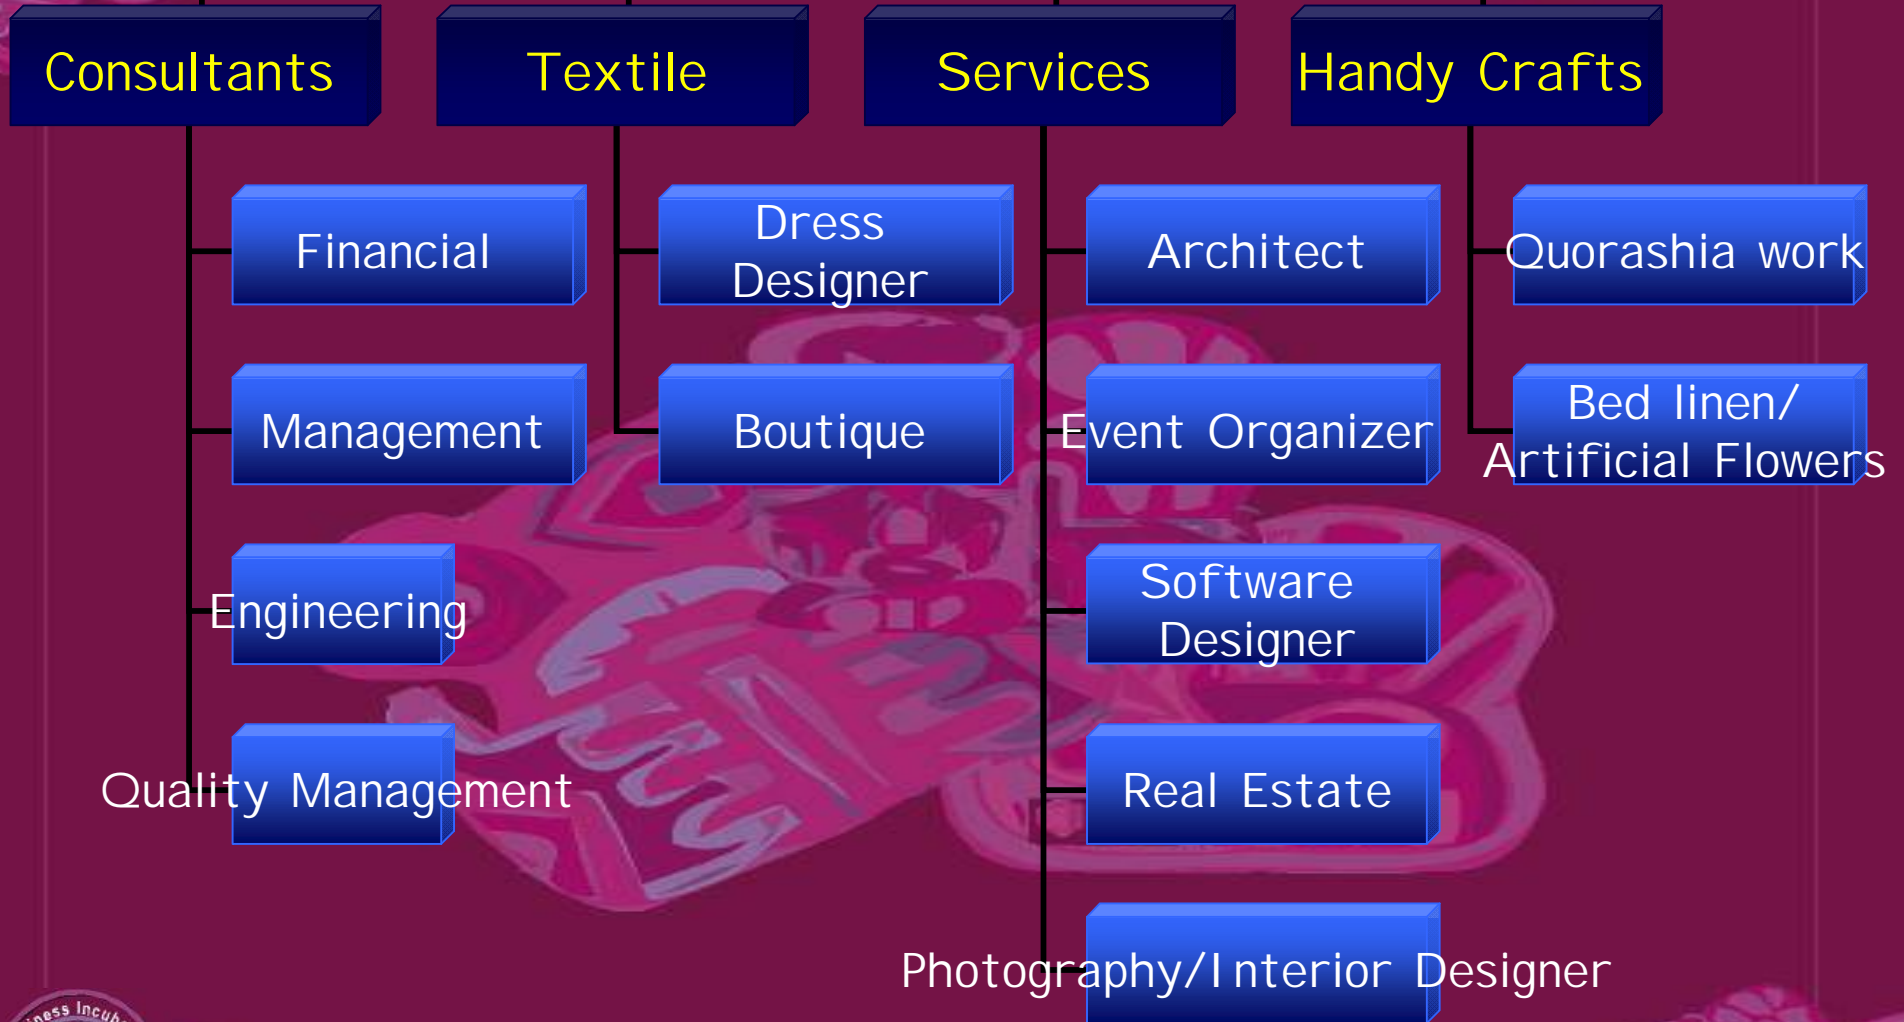 Consultants
Textile
Services
Handy Crafts
Financial
Management
Engineering
Quality Management
Dress
Designer
Boutique
Architect
Event Organizer
Software
Designer
Real Estate
Photography/Interior Designer
Quorashia work
Bed linen/
Artificial Flowers